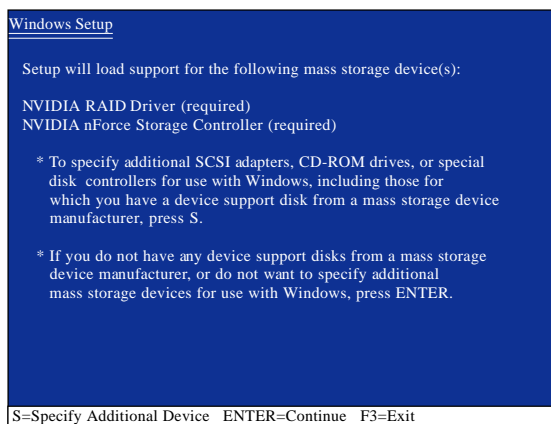 Windows Setup
Setup will load support for the following mass storage device(s):
NVIDIA RAID Driver (required)
NVIDIA nForce Storage Controller (required)
* To specify additional SCSI adapters, CD-ROM drives, or special
disk controllers for use with Windows, including those for
which you have a device support disk from a mass storage device
manufacturer, press S.
* If you do not have any device support disks from a mass storage
device manufacturer, or do not want to specify additional
mass storage devices for use with Windows, press ENTER.
S=Specify Additional Device ENTER=Continue F3=Exit